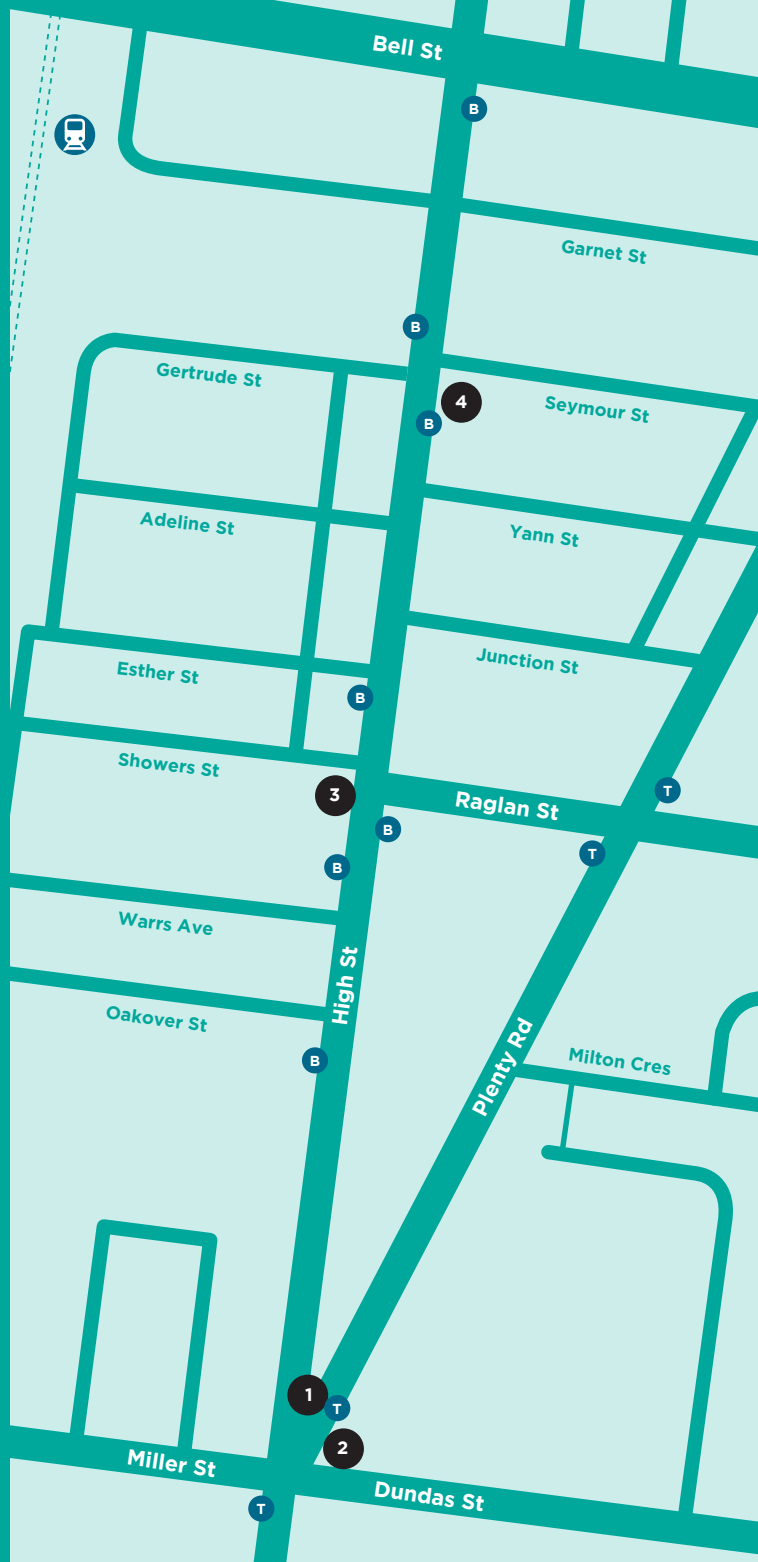 Bell St
B
Garnet St
B
Gertrude St
4
Seymour St
B
Adeline St
Yann St
Esther St
Junction St
B
Showers St
3
Raglan St
T
B
T
B
Warrs Ave
High St
Oakover St
B
Plenty Rd
Milton Cres
1
T
2
Miller St
Dundas St
T